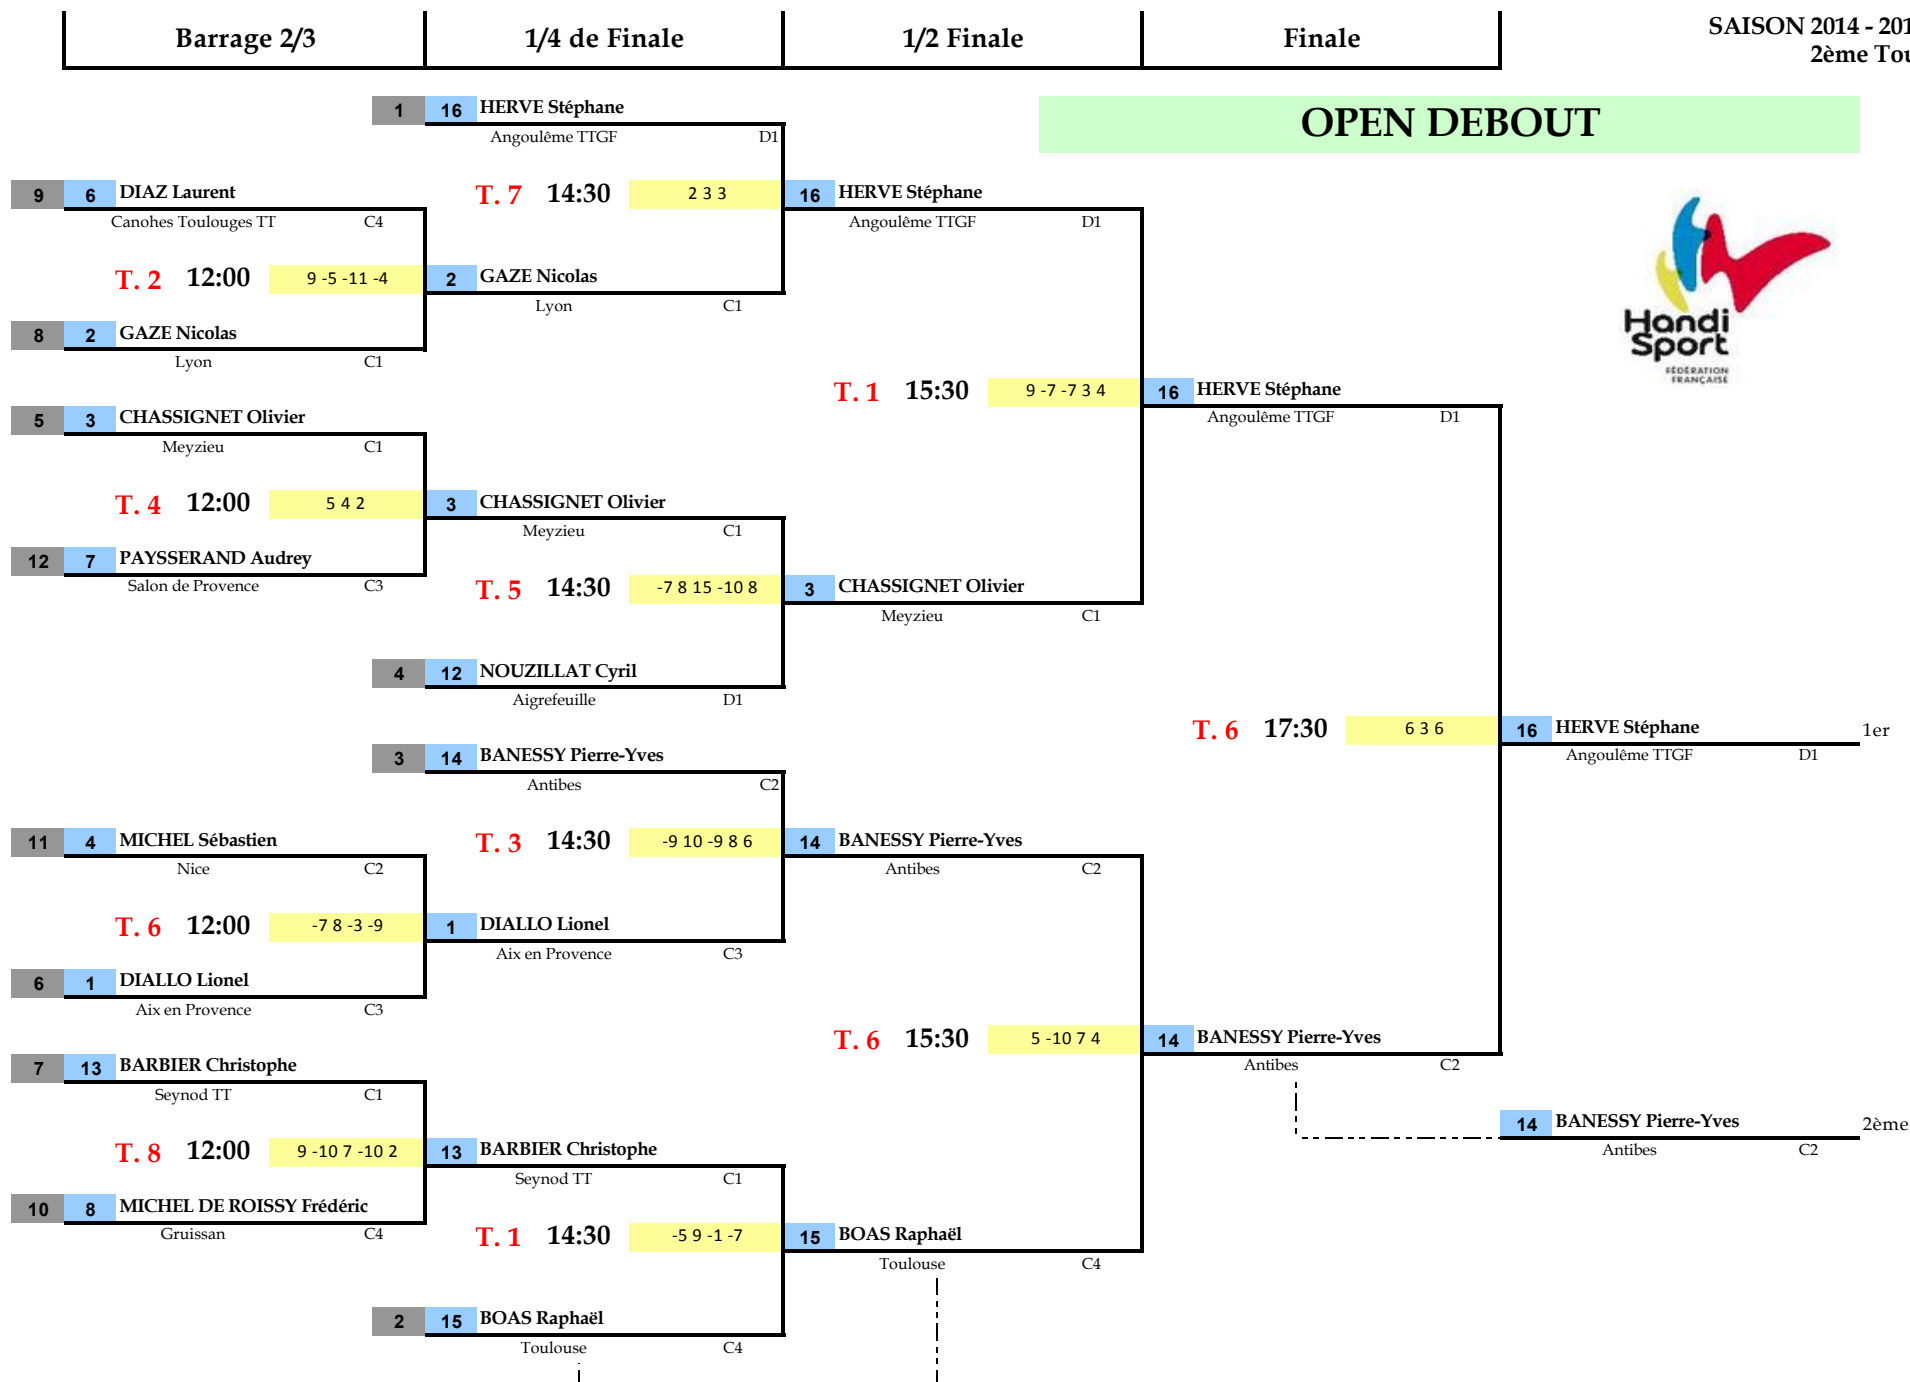 Barrage 2/3
1/4 de Finale
1/2 Finale
Finale
SAISON 2014 - 201
2ème Tou
OPEN DEBOUT
1 16 HERVE Stéphane
Angoulême TTGF D1
9 6 DIAZ Laurent
Canohes Toulouges TT C4
T. 7 14:30 2 3 3
16 HERVE Stéphane
Angoulême TTGF D1
T. 2 12:00 9 -5 -11 -4
2 GAZE Nicolas
Lyon C1
8 2 GAZE Nicolas
Lyon C1
Handi
Sport
FÉDÉRATION
FRANÇAISE
T. 1 15:30 9 -7 -7 3 4
16 HERVE Stéphane
Angoulême TTGF D1
5 3 CHASSIGNET Olivier
Meyzieu C1
T. 4 12:00 5 4 2
3 CHASSIGNET Olivier
Meyzieu C1
12 7 PAYSSERAND Audrey
Salon de Provence C3
T. 5 14:30 -7 8 15 -10 8
3 CHASSIGNET Olivier
Meyzieu C1
4 12 NOUZILLAT Cyril
Aigrefeuille D1
T. 6 17:30 6 3 6
16 HERVE Stéphane 1er
Angoulême TTGF D1
3 14 BANESSY Pierre-Yves
Antibes C2
11 4 MICHEL Sébastien
Nice C2
T. 3 14:30 -9 10 -9 8 6
14 BANESSY Pierre-Yves
Antibes C2
T. 6 12:00 -7 8 -3 -9
1 DIALLO Lionel
Aix en Provence C3
6 1 DIALLO Lionel
Aix en Provence C3
T. 6 15:30 5 -10 7 4
14 BANESSY Pierre-Yves
Antibes C2
7 13 BARBIER Christophe
Seynod TT C1
14 BANESSY Pierre-Yves 2ème
Antibes C2
T. 8 12:00 9 -10 7 -10 2
13 BARBIER Christophe
Seynod TT C1
10 8 MICHEL DE ROISSY Frédéric
Gruissan C4
T. 1 14:30 -5 9 -1 -7
15 BOAS Raphaël
Toulouse C4
2 15 BOAS Raphaël
Toulouse C4